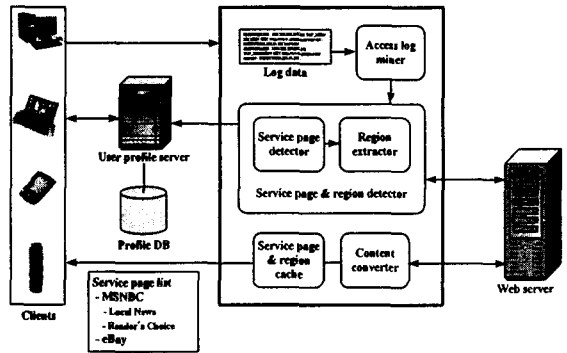 Log data
Access log
miner
Service page
detector
Region
extractor
Service page & region detector
User profile server
Profile DB
Service page
& region
cache
Content
converter
Web server
Clients
Service page list
- MSNBC
- Local News
- Reader's Choice
- eBay